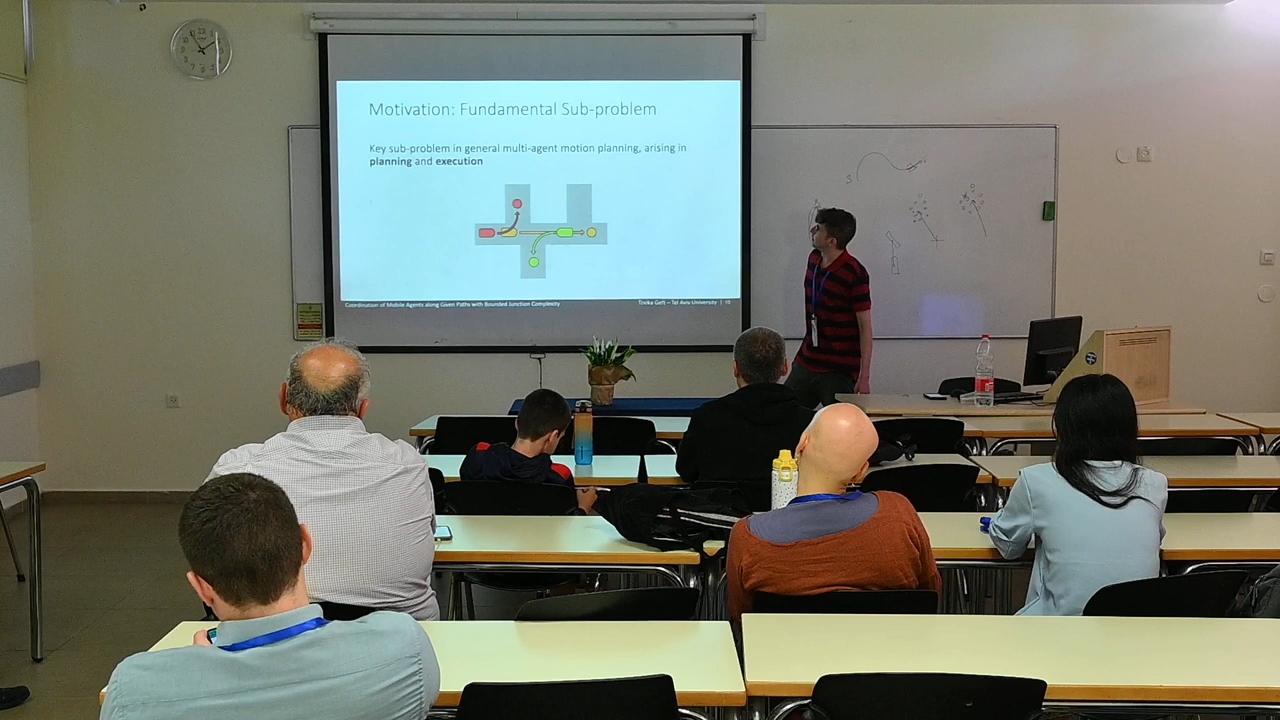 Motivation: Fundamental Sub-problem
Key sub-problem in general multi-agent motion planning, arising in
planning and execution
Coordination of Mobile Agents along Given Paths with Bounded Junction Complexity
Tzvika Geft – Tel Aviv University | 10
S